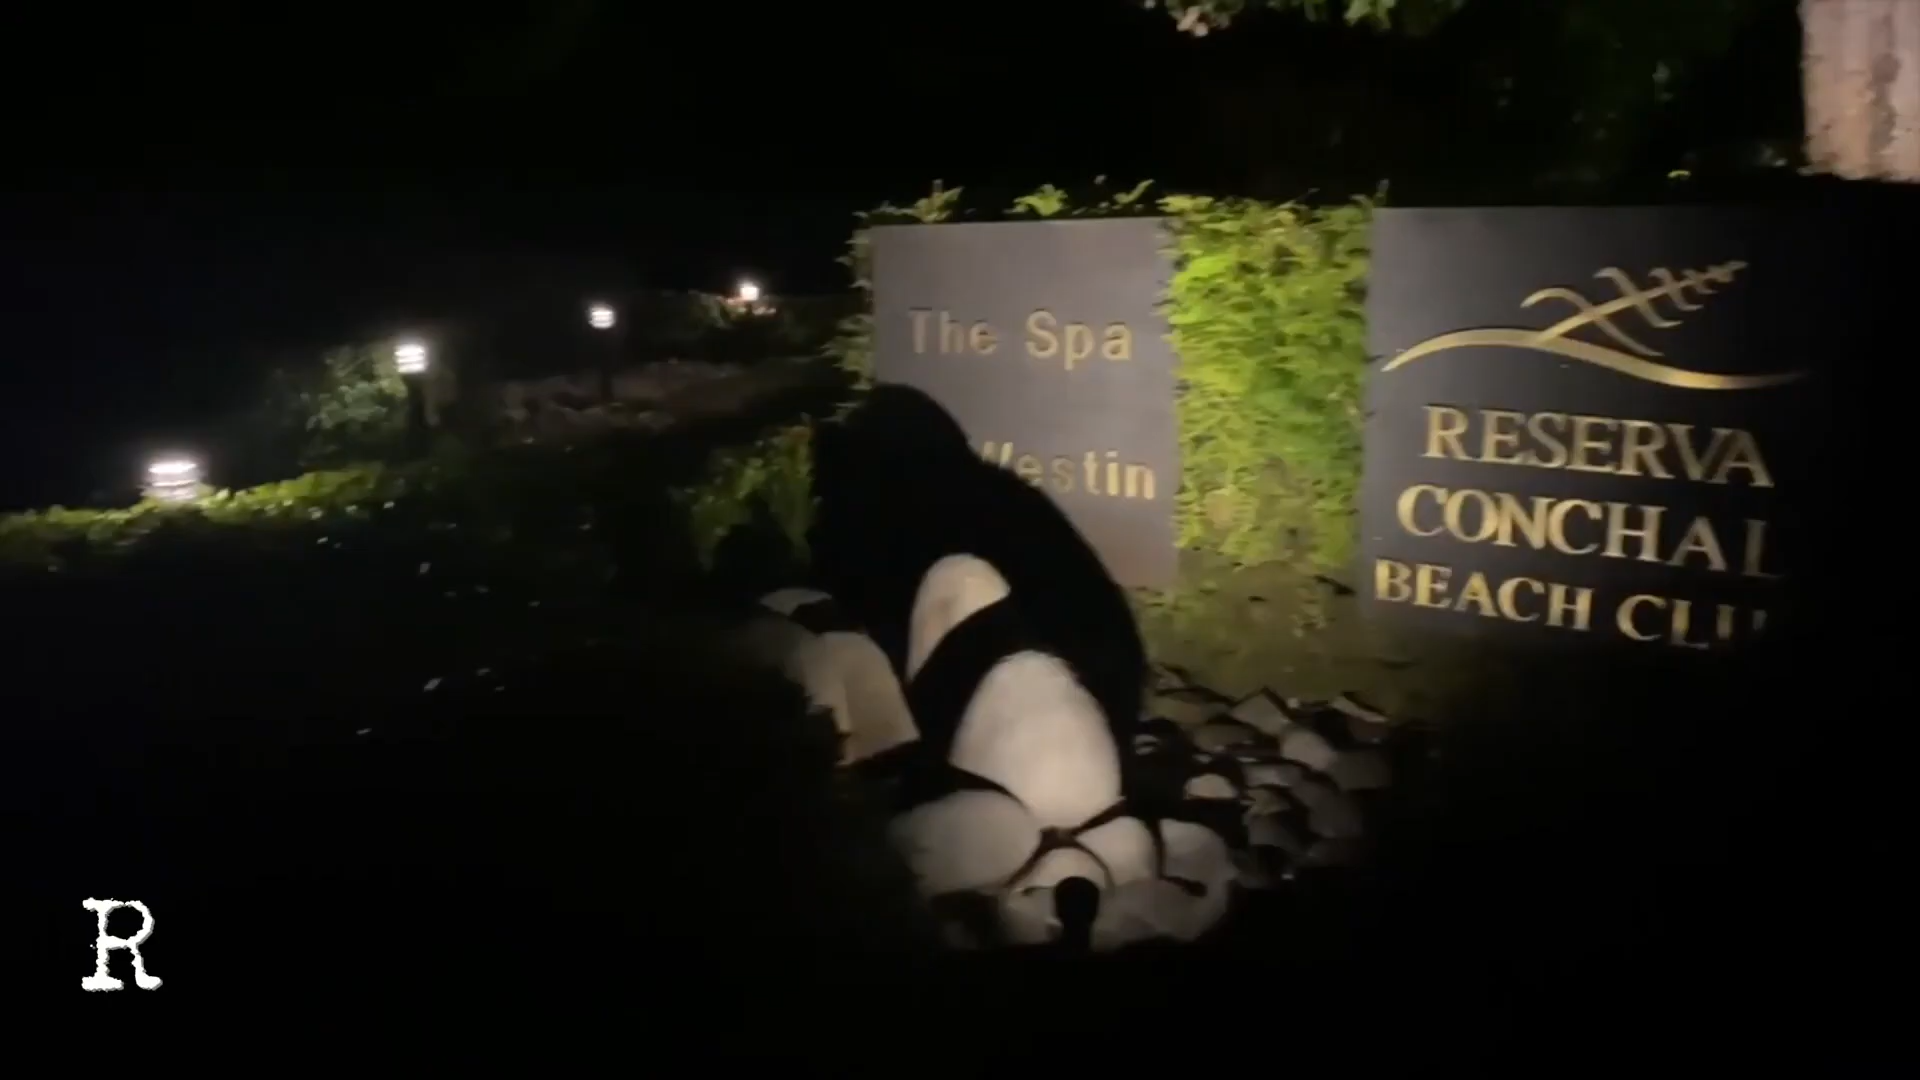 The Spa
Westin
RESERVA
CONCHAL
BEACH CLU
R